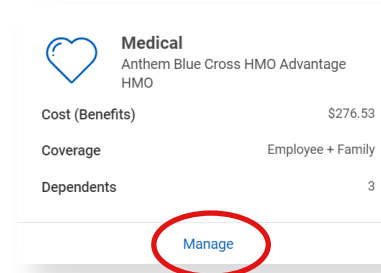 Medical
Anthem Blue Cross HMO Advantage
HMO
Cost (Benefits) $276.53
Coverage Employee + Family
Dependents 3
Manage